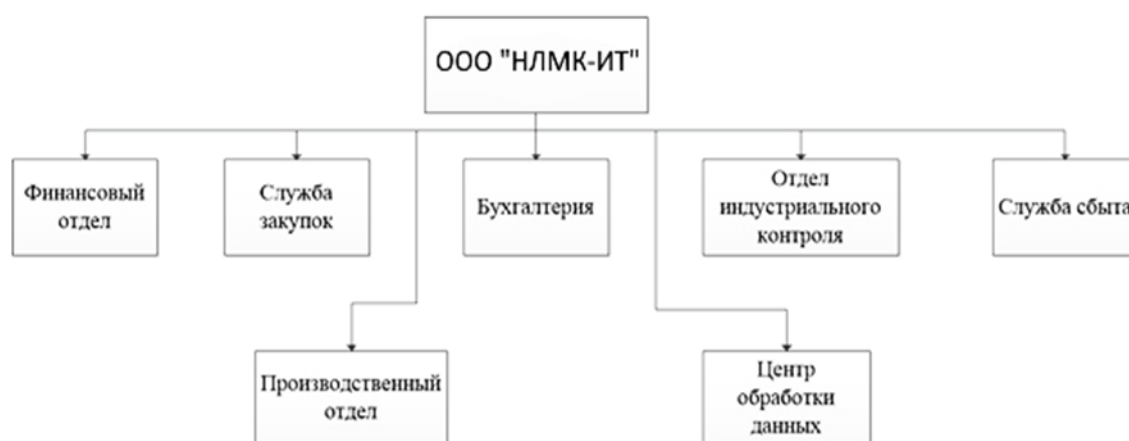 ООО "НЛМК-ИТ"
Финансовый
отдел
Служба
закупок
Бухгалтерия
Отдел
индустриального
контроля
Служба сбыта
Производственный
отдел
Центр
обработки
данных